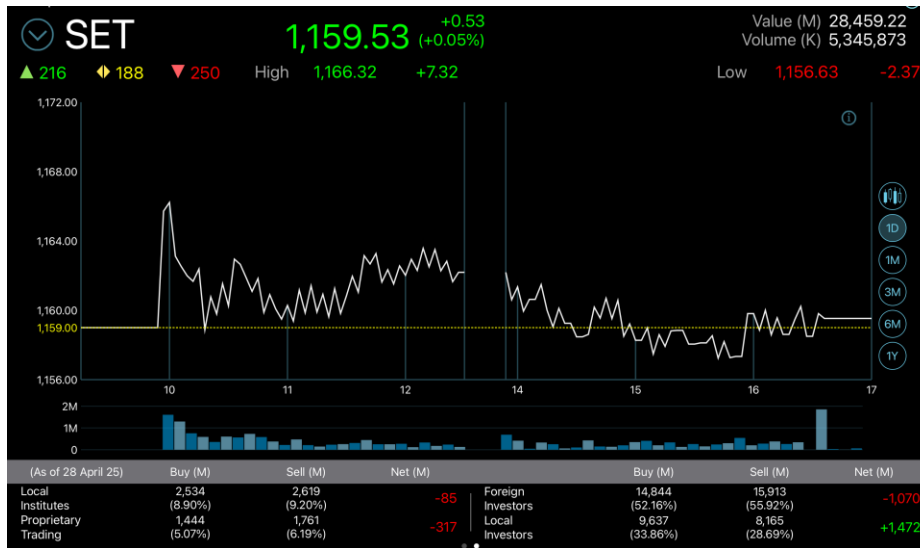 SET
1,159.53
+0.53
(+0.05%)
Value (M) 28,459.22
Volume (K) 5,345,873
▲ 216 188 ▼ 250 High 1,166.32 +7.32 Low 1,156.63 -2.37
1,172.00
1,168.00
1,164.00
1,160.00
1,159.00
1,156.00
10 11 12 14 15 16 17
1D
1M
3M
6M
1Y
2M
1M
0
(As of 28 April 25) Buy (M) Sell (M) Net (M) Buy (M) Sell (M) Net (M)
Local Institutes 2,534 (8.90%) 2,619 (9.20%) -85
Foreign Investors 14,844 (52.16%) 15,913 (55.92%) -1,070
Proprietary Trading 1,444 (5.07%) 1,761 (6.19%) -317
Local Investors 9,637 (33.86%) 8,165 (28.69%) +1,472